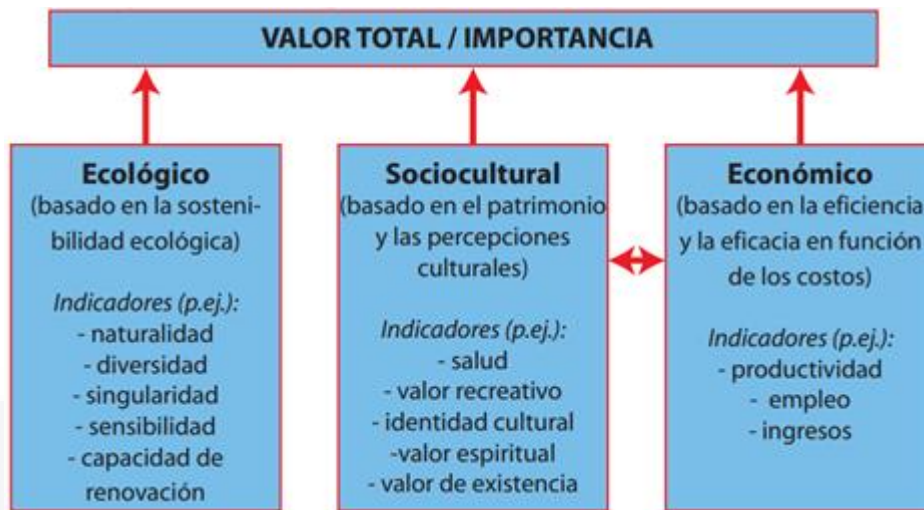 VALOR TOTAL / IMPORTANCIA
Ecológico
(basado en la sosteni-
bilidad ecológica)
Indicadores (p.ej.):
- naturalidad
- diversidad
- singularidad
- sensibilidad
- capacidad de
renovación
Sociocultural
(basado en el patrimonio
y las percepciones
culturales)
Indicadores (p.ej.):
- salud
- valor recreativo
- identidad cultural
-valor espiritual
- valor de existencia
Económico
(basado en la eficiencia
y la eficacia en función
de los costos)
Indicadores (p.ej.):
- productividad
- empleo
- ingresos